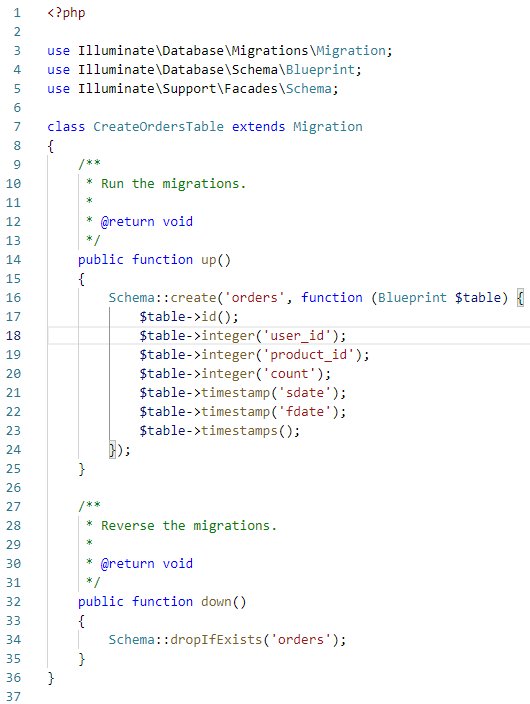 1 <?php
2
3 use Illuminate\Database\Migrations\Migration;
4 use Illuminate\Database\Schema\Blueprint;
5 use Illuminate\Support\Facades\Schema;
6
7 class CreateOrdersTable extends Migration
8 {
9     /**
10      * Run the migrations.
11      *
12      * @return void
13      */
14     public function up()
15     {
16         Schema::create('orders', function (Blueprint $table) {
17             $table->id();
18             $table->integer('user_id');
19             $table->integer('product_id');
20             $table->integer('count');
21             $table->timestamp('sdate');
22             $table->timestamp('fdate');
23             $table->timestamps();
24         });
25     }
26
27     /**
28      * Reverse the migrations.
29      *
30      * @return void
31      */
32     public function down()
33     {
34         Schema::dropIfExists('orders');
35     }
36 }
37